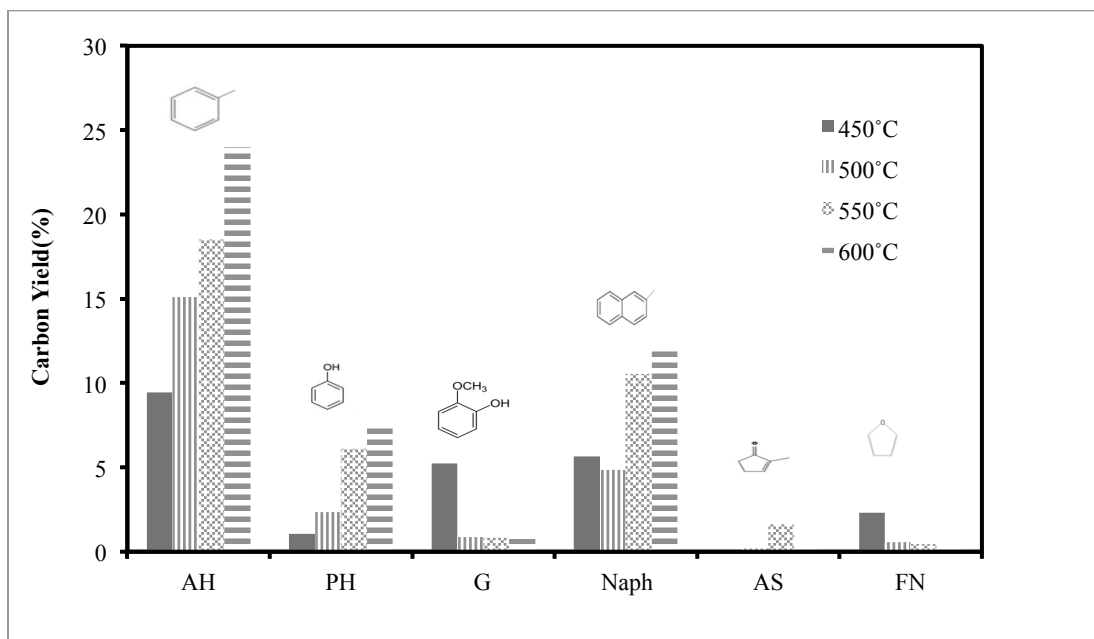 30
25
20
15
10
5
0
Carbon Yield(%)
450˚C
500˚C
550˚C
600˚C
OH
OCH₃
OH
O
AH PH G Naph AS FN